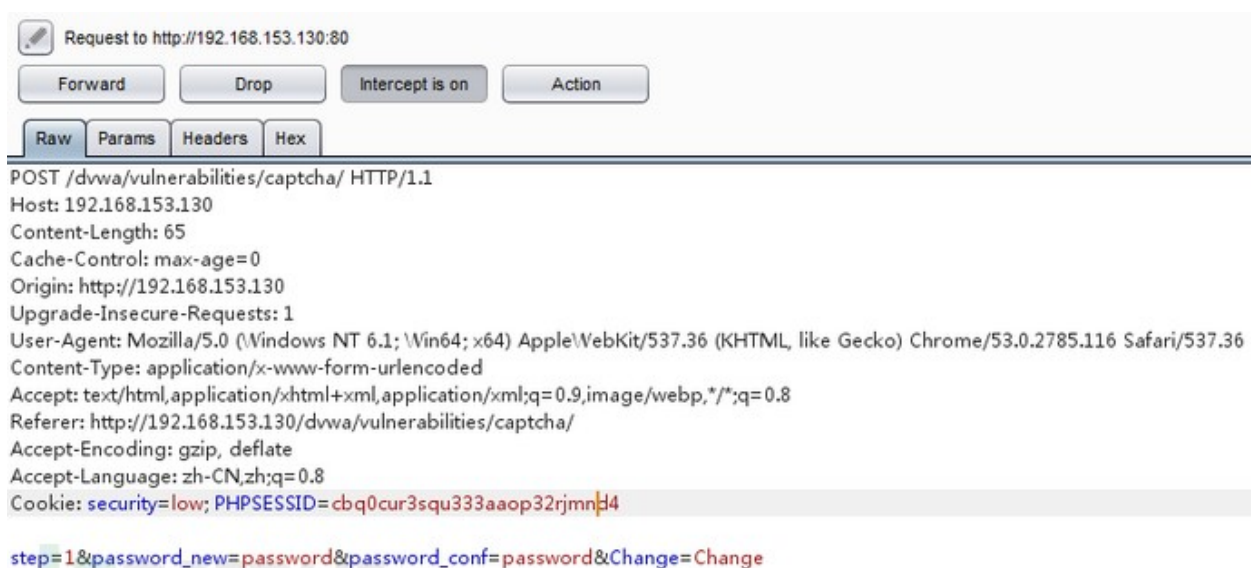 Request to http://192.168.153.130:80
Forward Drop Intercept is on Action
Raw Params Headers Hex
POST /dvwa/vulnerabilities/captcha/ HTTP/1.1
Host: 192.168.153.130
Content-Length: 65
Cache-Control: max-age=0
Origin: http://192.168.153.130
Upgrade-Insecure-Requests: 1
User-Agent: Mozilla/5.0 (Windows NT 6.1; Win64; x64) AppleWebKit/537.36 (KHTML, like Gecko) Chrome/53.0.2785.116 Safari/537.36
Content-Type: application/x-www-form-urlencoded
Accept: text/html,application/xhtml+xml,application/xml;q=0.9,image/webp,*/*;q=0.8
Referer: http://192.168.153.130/dvwa/vulnerabilities/captcha/
Accept-Encoding: gzip, deflate
Accept-Language: zh-CN,zh;q=0.8
Cookie: security=low; PHPSESSID=cbq0cur3squ333aaop32rjmnd4
step=1&password_new=password&password_conf=password&Change=Change